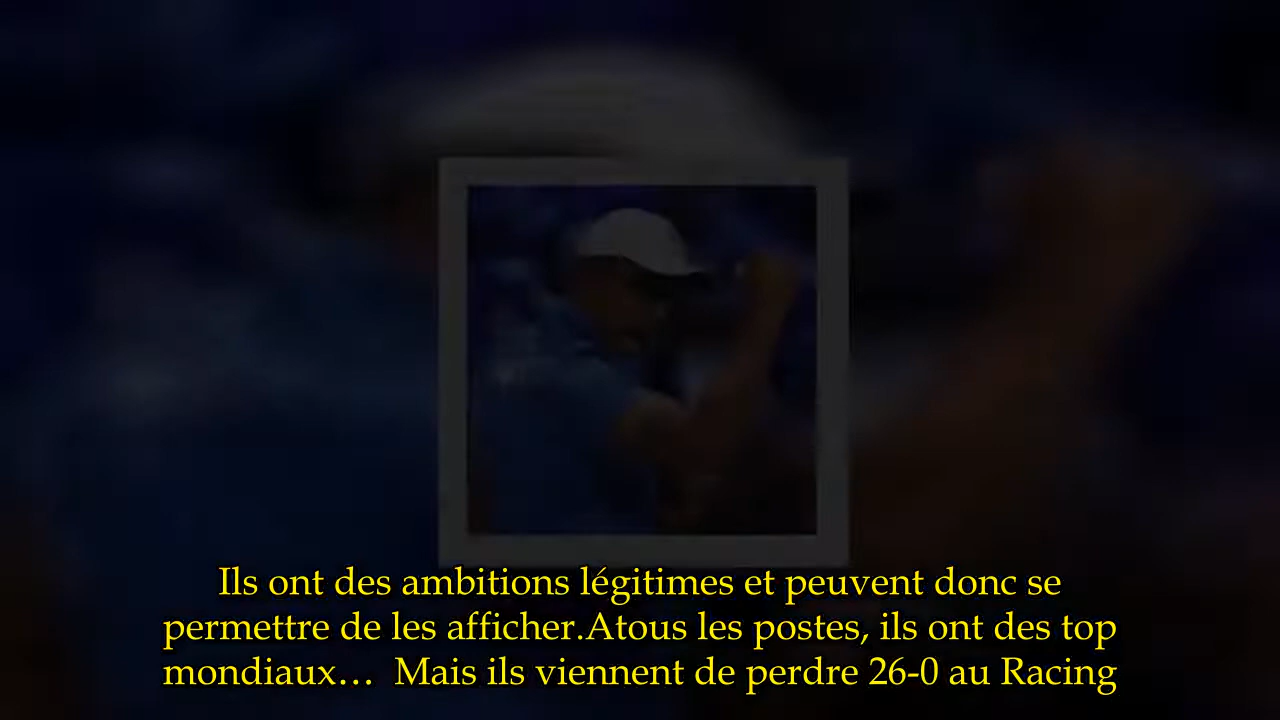 Ils ont des ambitions légitimes et peuvent donc se
permettre de les afficher.Atous les postes, ils ont des top
mondiaux…  Mais ils viennent de perdre 26-0 au Racing